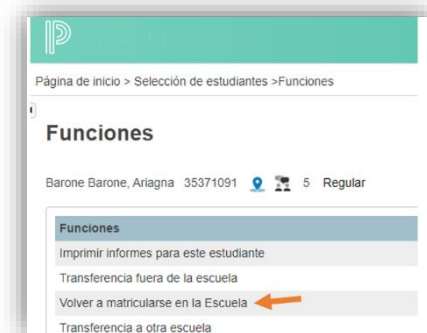 Página de inicio > Selección de estudiantes >Funciones
Funciones
Barone Barone, Ariagna 35371091 5 Regular
Funciones
Imprimir informes para este estudiante
Transferencia fuera de la escuela
Volver a matricularse en la Escuela
Transferencia a otra escuela